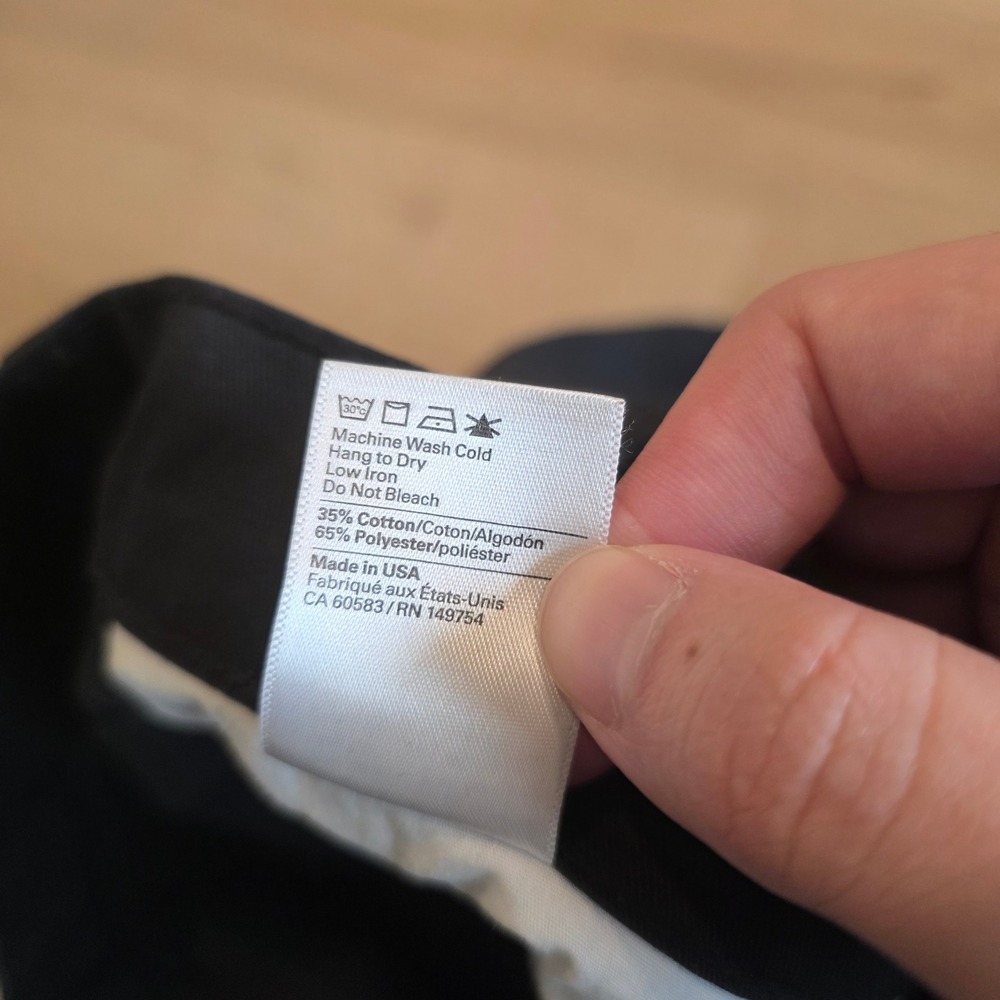 30°C
Machine Wash Cold
Hang to Dry
Low Iron
Do Not Bleach
35% Cotton/Coton/Algodón
65% Polyester/poliéster
Made in USA
Fabriqué aux États-Unis
CA 60583 / RN 149754